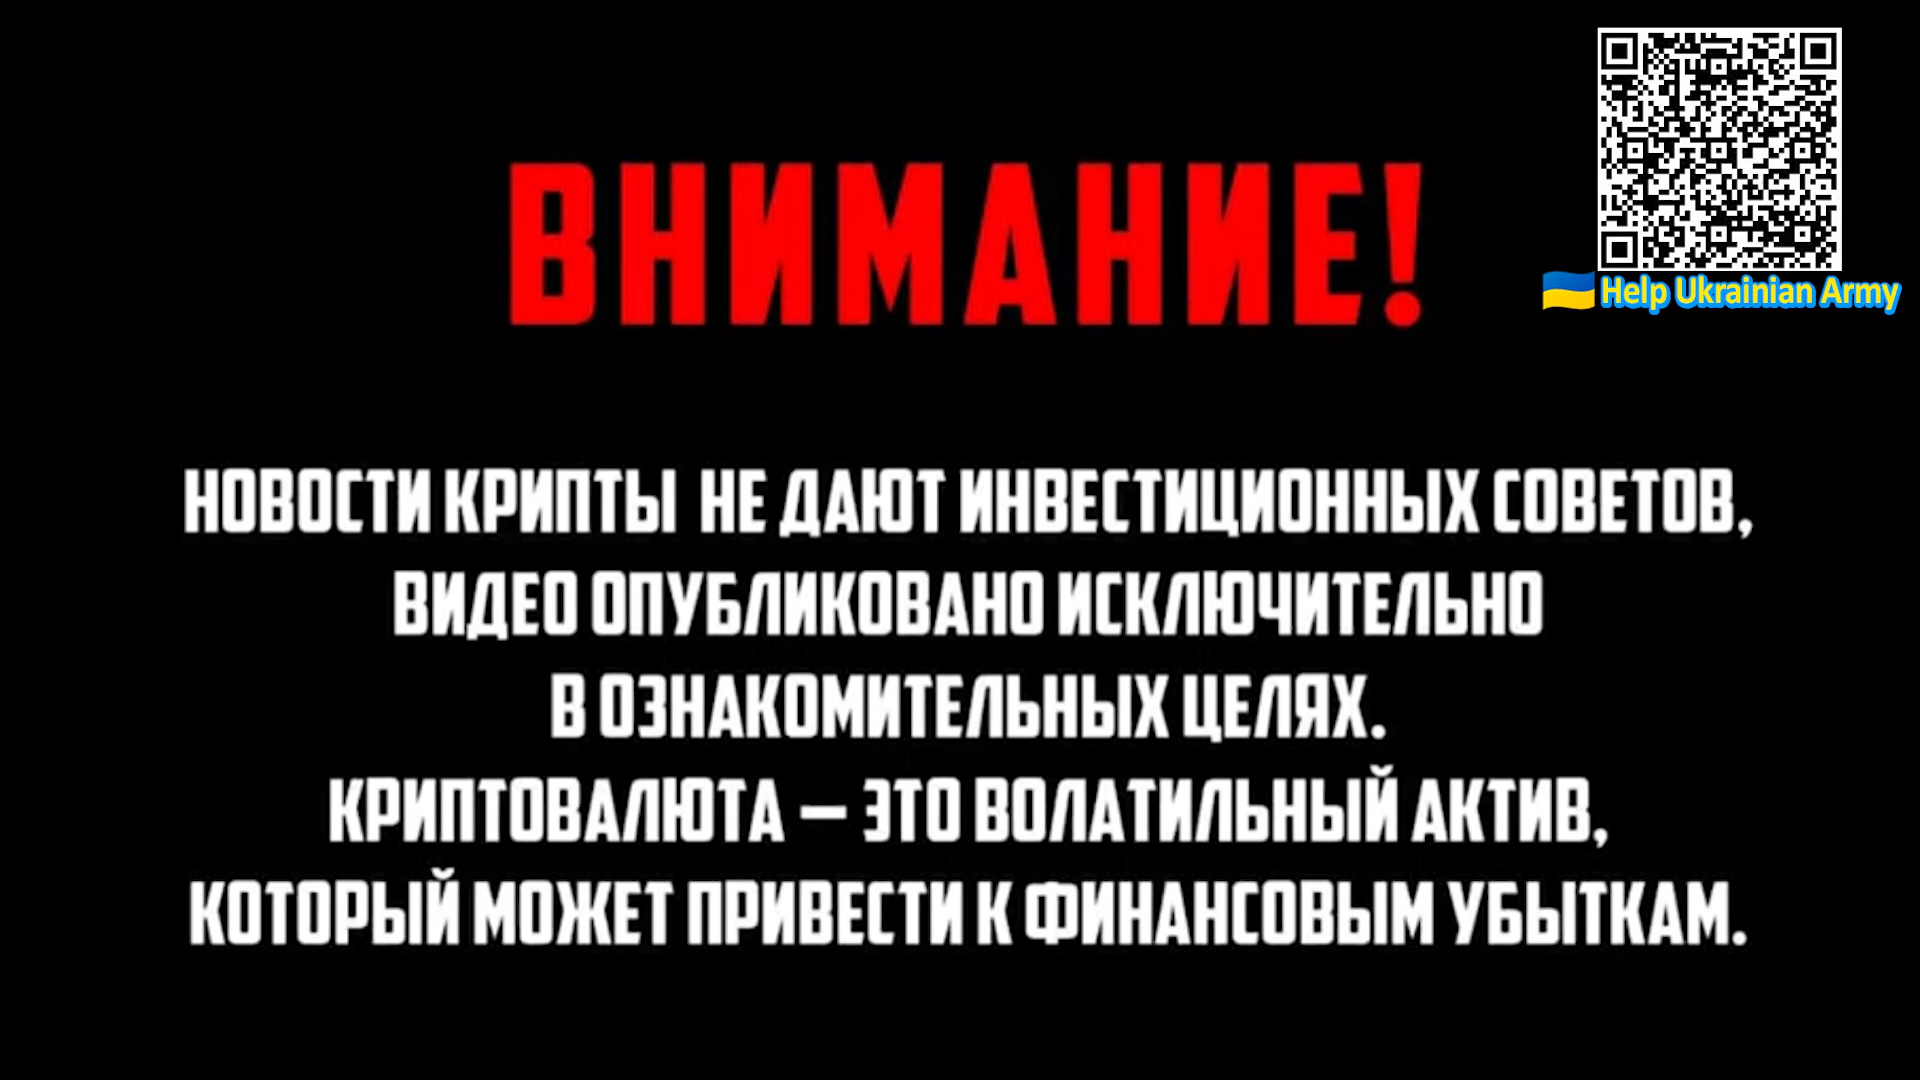 ВНИМАНИЕ!
Help Ukrainian Army
НОВОСТИ КРИПТЫ НЕ ДАЮТ ИНВЕСТИЦИОННЫХ СОВЕТОВ,
ВИДЕО ОПУБЛИКОВАНО ИСКЛЮЧИТЕЛЬНО
В ОЗНАКОМИТЕЛЬНЫХ ЦЕЛЯХ.
КРИПТОВАЛЮТА – ЭТО ВОЛАТИЛЬНЫЙ АКТИВ,
КОТОРЫЙ МОЖЕТ ПРИВЕСТИ К ФИНАНСОВЫМ УБЫТКАМ.